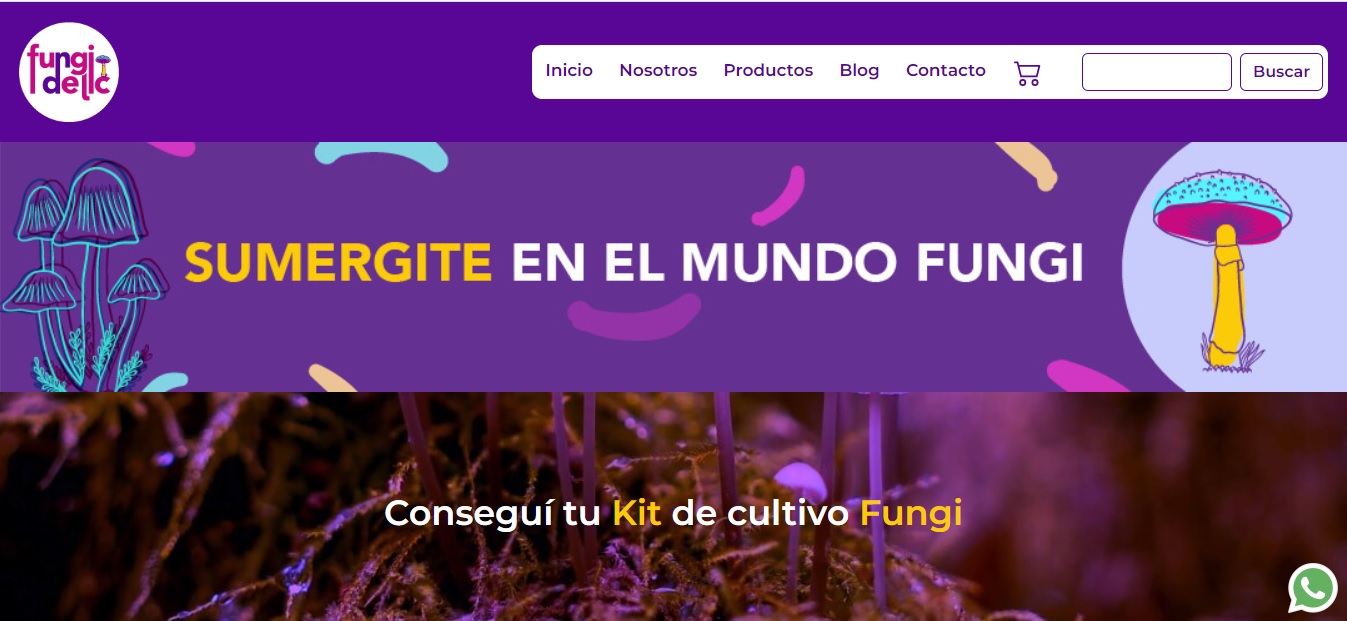 fungi
delic
Inicio Nosotros Productos Blog Contacto Buscar
SUMERGITE EN EL MUNDO FUNGI
Conseguí tu Kit de cultivo Fungi